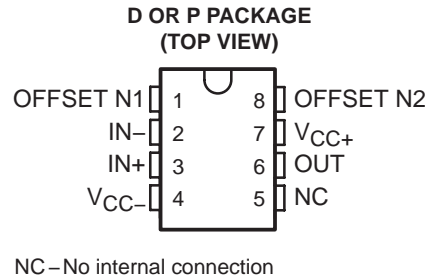 D OR P PACKAGE
(TOP VIEW)
OFFSET N1 1 8 OFFSET N2
IN− 2 7 VCC+
IN+ 3 6 OUT
VCC− 4 5 NC
NC−No internal connection